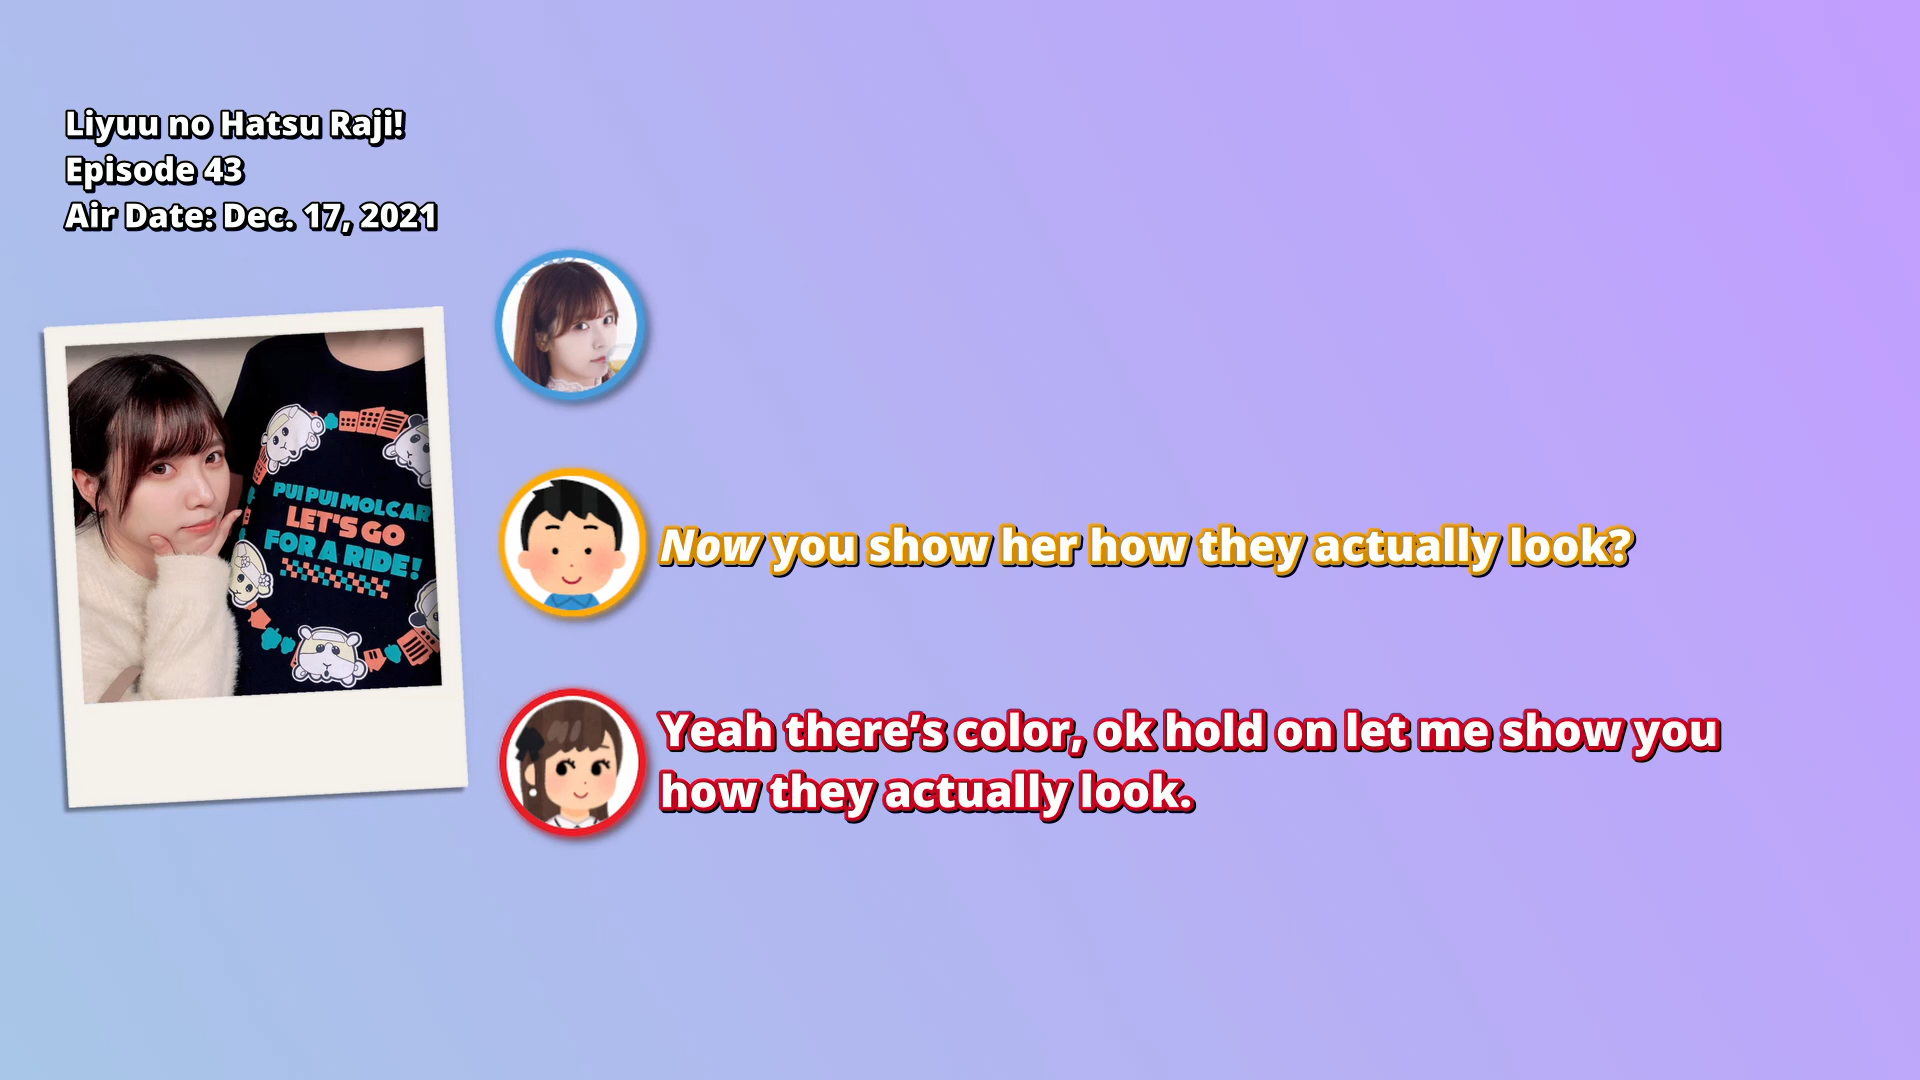 Liyuu no Hatsu Raji!
Episode 43
Air Date: Dec. 17, 2021
PUI PUI MOLCAR
LET'S GO
FOR A RIDE!
Now you show her how they actually look?
Yeah there’s color, ok hold on let me show you
how they actually look.